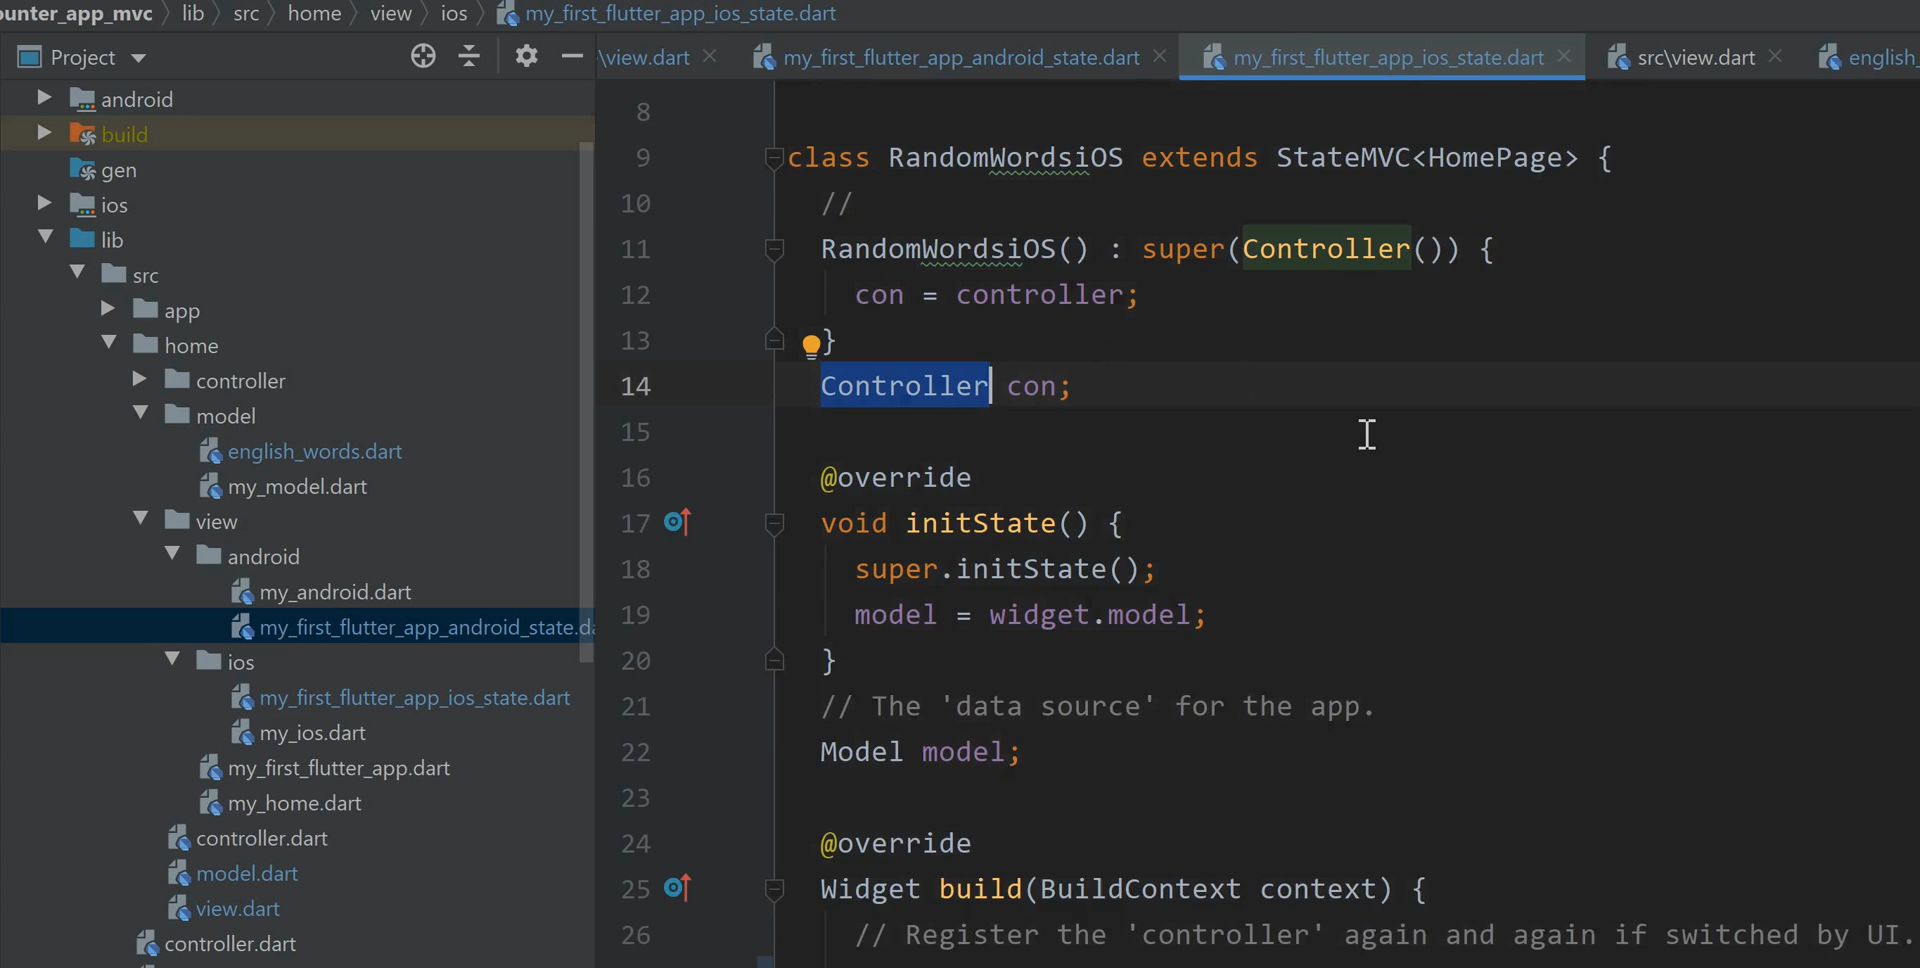 ounter_app_mvc lib src home view ios my_first_flutter_app_ios_state.dart
Project
\view.dart my_first_flutter_app_android_state.dart my_first_flutter_app_ios_state.dart src\view.dart english_
android
build
gen
ios
lib
src
app
home
controller
model
english_words.dart
my_model.dart
view
android
my_android.dart
my_first_flutter_app_android_state.da
ios
my_first_flutter_app_ios_state.dart
my_ios.dart
my_first_flutter_app.dart
my_home.dart
controller.dart
model.dart
view.dart
controller.dart
8
9 class RandomWordsiOS extends StateMVC<HomePage> {
10 //
11 RandomWordsiOS() : super(Controller()) {
12 con = controller;
13 }
14 Controller con;
15
16 @override
17 void initState() {
18 super.initState();
19 model = widget.model;
20 }
21 // The 'data source' for the app.
22 Model model;
23
24 @override
25 Widget build(BuildContext context) {
26 // Register the 'controller' again and again if switched by UI.